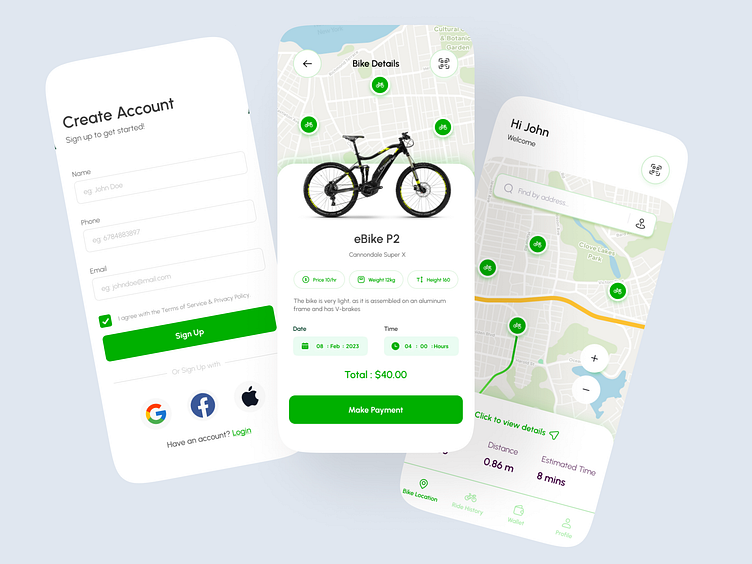 Create Account
Sign up to get started!
Name
eg. John Doe
Phone
eg. 6784883897
Email
eg. johndoe@mail.com
I agree with the Terms of Service & Privacy Policy
Sign Up
Or Sign Up with
Have an account? Login
Cultural
& Botanic
Garden
Bike Details
eBike P2
Cannondale Super X
Price 10/hr
Weight 12kg
Height 160
The bike is very light. as it is assembled on an aluminum
frame and has V-brakes
Date
Time
08 : Feb : 2023
04 : 00 :Hours
Total : $40.00
Make Payment
Hi John
Welcome
Find by address..
Clove Lakes
Park
Click to view details
Distance
Estimated Time
0.86 m
8 mins
Bike Location
Ride History
Wallet
Profile